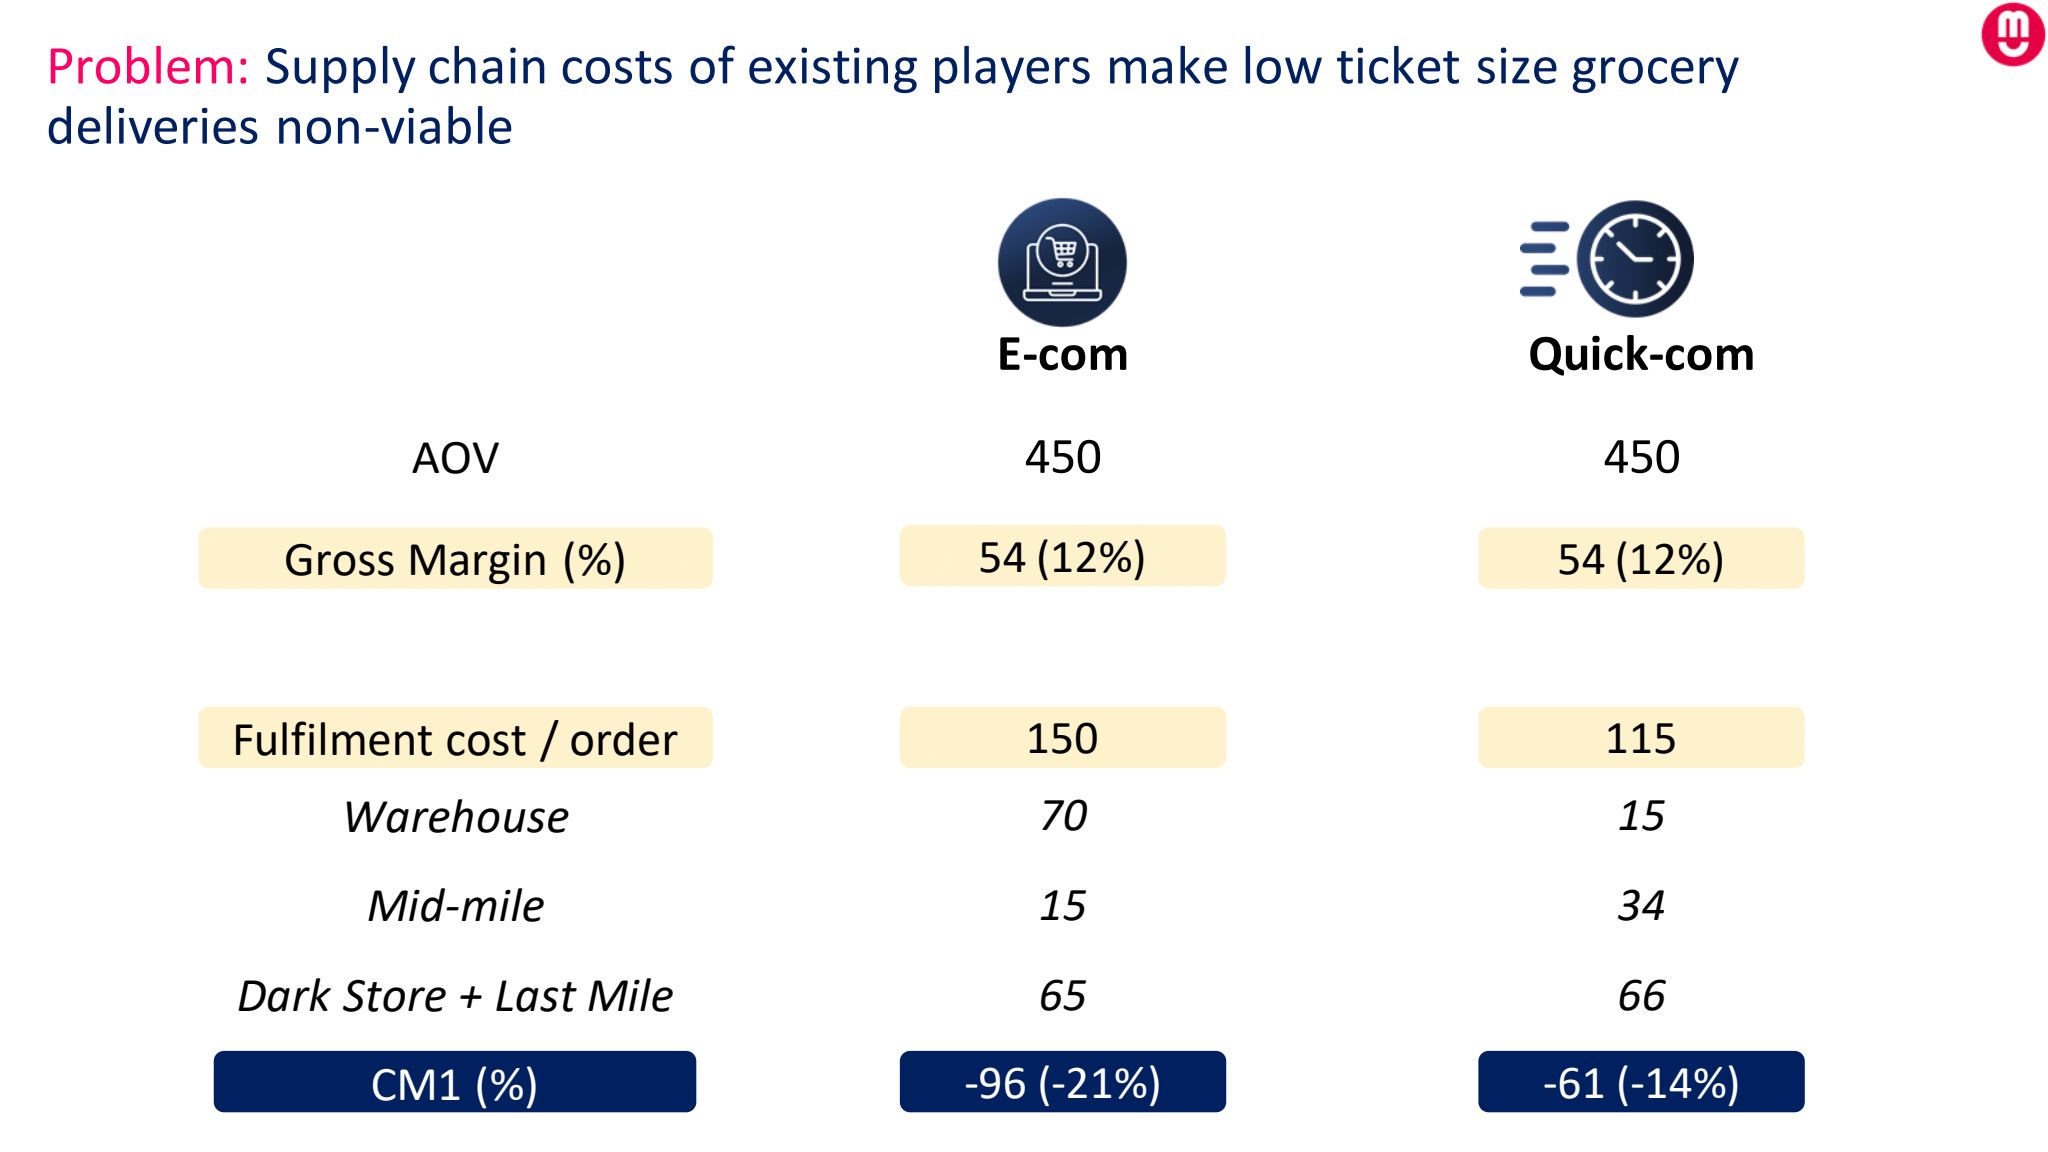 Problem: Supply chain costs of existing players make low ticket size grocery
deliveries non-viable
E-com Quick-com
AOV 450 450
Gross Margin (%) 54 (12%) 54 (12%)
Fulfilment cost / order 150 115
Warehouse 70 15
Mid-mile 15 34
Dark Store + Last Mile 65 66
CM1 (%) -96 (-21%) -61 (-14%)